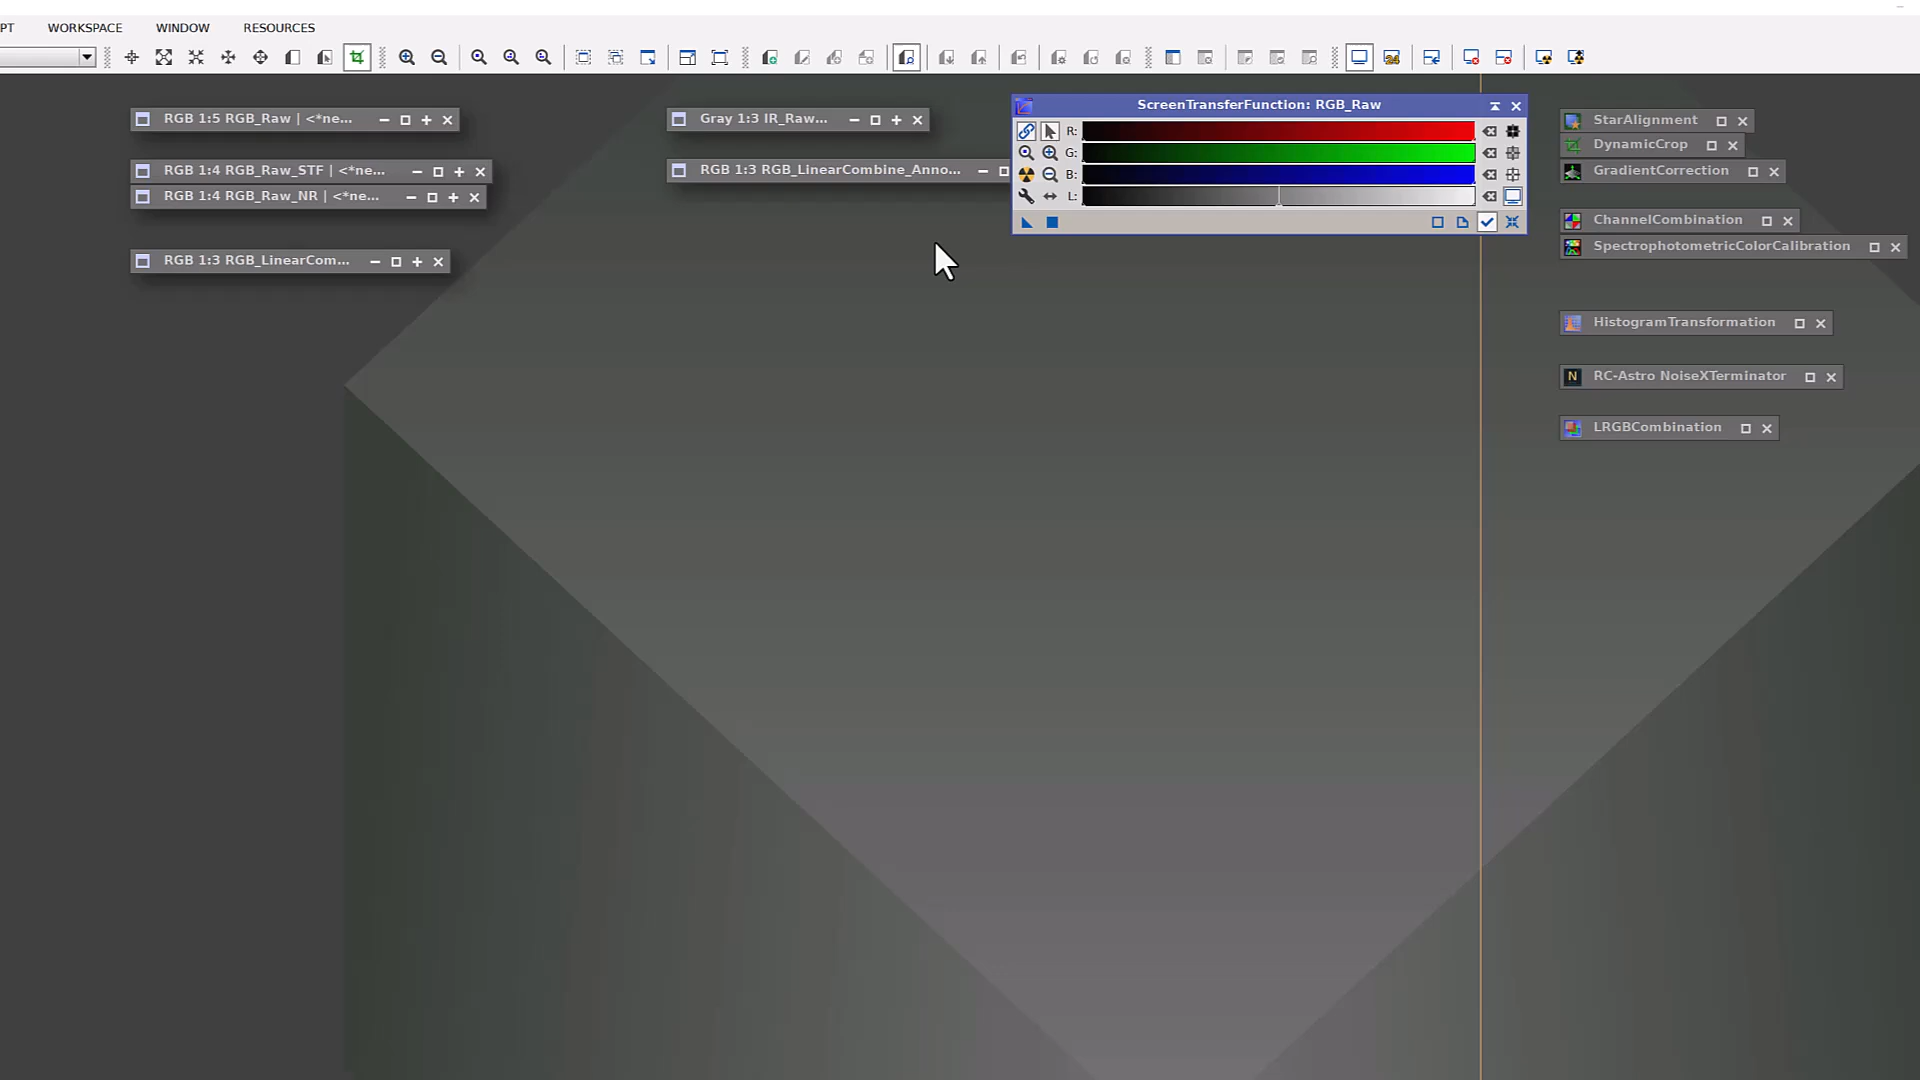 PT WORKSPACE WINDOW RESOURCES
24
RGB 1:5 RGB_Raw | <*ne...
RGB 1:4 RGB_Raw_STF | <*ne...
RGB 1:4 RGB_Raw_NR | <*ne...
RGB 1:3 RGB_LinearCom...
Gray 1:3 IR_Raw...
RGB 1:3 RGB_LinearCombine_Anno...
ScreenTransferFunction: RGB_Raw
R:
G:
B:
L:
StarAlignment
DynamicCrop
GradientCorrection
ChannelCombination
SpectrophotometricColorCalibration
HistogramTransformation
N RC-Astro NoiseXTerminator
LRGBCombination